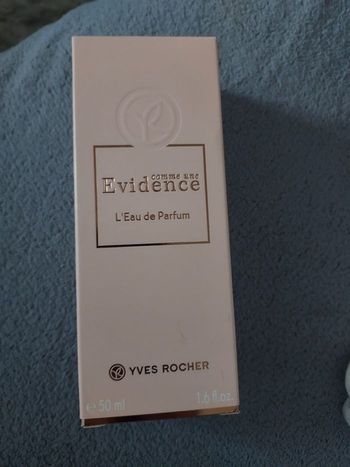 comme une
Evidence
L'Eau de Parfum
YVES ROCHER
℮ 50 ml 1.6 fl.oz.